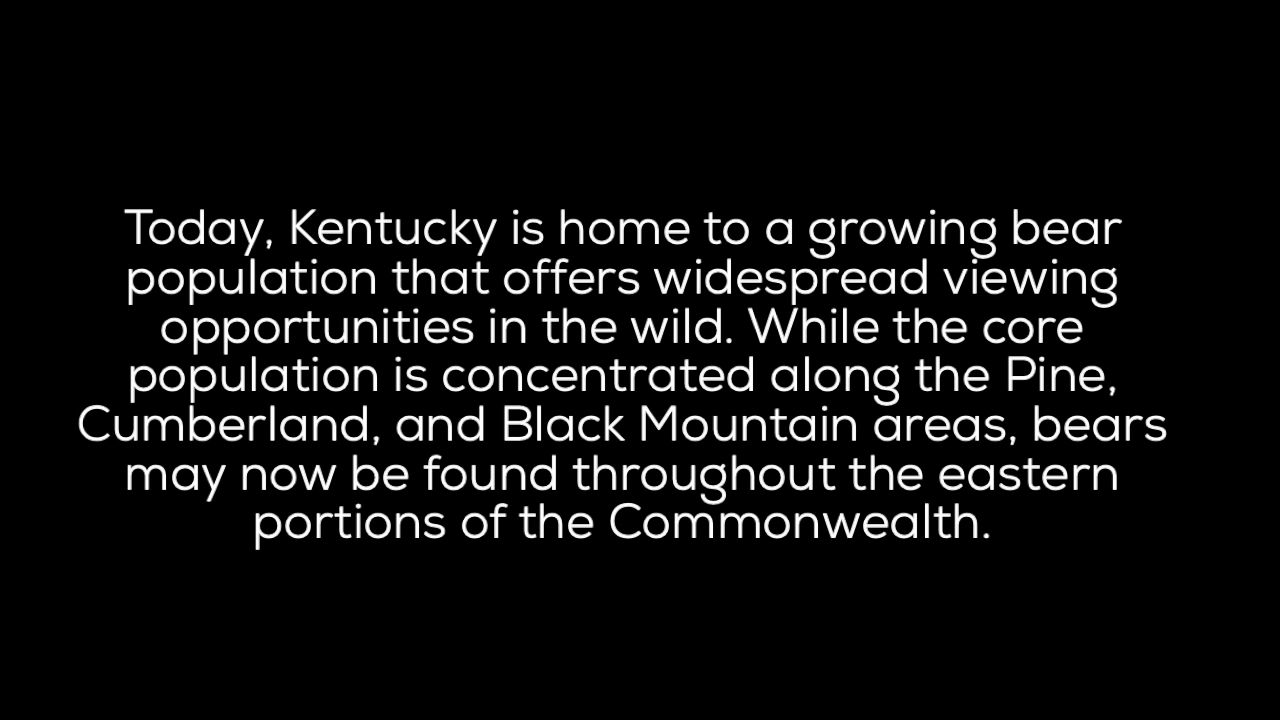 Today, Kentucky is home to a growing bear
population that offers widespread viewing
opportunities in the wild. While the core
population is concentrated along the Pine,
Cumberland, and Black Mountain areas, bears
may now be found throughout the eastern
portions of the Commonwealth.